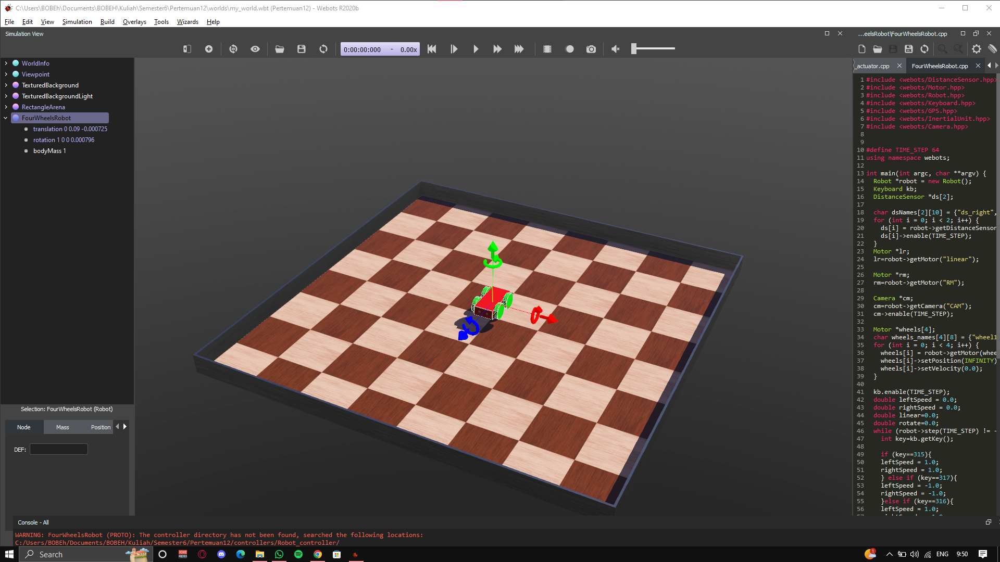 C:\Users\BOBEh\Documents\BOBEH\Kuliah\Semester6\Pertemuan12\worlds\my_world.wbt (Pertemuan12) - Webots R2020b
File Edit View Simulation Build Overlays Tools Wizards Help
Simulation View
0:00:00:000 - 0.00x
WorldInfo
Viewpoint
TexturedBackground
TexturedBackgroundLight
RectangleArena
FourWheelsRobot
translation 0 0.09 -0.000725
rotation 1 0 0 0.000796
bodyMass 1
Selection: FourWheelsRobot (Robot)
Node Mass Position
DEF:
...eelsRobot\FourWheelsRobot.cpp
_actuator.cpp FourWheelsRobot.cpp
1 #include <webots/DistanceSensor.hpp>
2 #include <webots/Motor.hpp>
3 #include <webots/Robot.hpp>
4 #include <webots/Keyboard.hpp>
5 #include <webots/GPS.hpp>
6 #include <webots/InertialUnit.hpp>
7 #include <webots/Camera.hpp>
8
9
10 #define TIME_STEP 64
11 using namespace webots;
12
13 int main(int argc, char **argv) {
14 Robot *robot = new Robot();
15 Keyboard kb;
16 DistanceSensor *ds[2];
17
18 char dsNames[2][10] = {"ds_right",
19 for (int i = 0; i < 2; i++) {
20 ds[i] = robot->getDistanceSensor
21 ds[i]->enable(TIME_STEP);
22 }
23 Motor *lr;
24 lr=robot->getMotor("linear");
25
26 Motor *rm;
27 rm=robot->getMotor("RM");
28
29 Camera *cm;
30 cm=robot->getCamera("CAM");
31 cm->enable(TIME_STEP);
32
33 Motor *wheels[4];
34 char wheels_names[4][8] = {"wheel1
35 for (int i = 0; i < 4; i++) {
36 wheels[i] = robot->getMotor(whee
37 wheels[i]->setPosition(INFINITY)
38 wheels[i]->setVelocity(0.0);
39 }
40
41 kb.enable(TIME_STEP);
42 double leftSpeed = 0.0;
43 double rightSpeed = 0.0;
44 double linear=0.0;
45 double rotate=0.0;
46 while (robot->step(TIME_STEP) != -
47 int key=kb.getKey();
48
49 if (key==315){
50 leftSpeed = 1.0;
51 rightSpeed = 1.0;
52 } else if (key==317){
53 leftSpeed = -1.0;
54 rightSpeed = -1.0;
55 }else if (key==316){
56 leftSpeed = 1.0;
Console - All
WARNING: FourWheelsRobot (PROTO): The controller directory has not been found, searched the following locations:
C:/Users/BOBEh/Documents/BOBEH/Kuliah/Semester6/Pertemuan12/controllers/Robot_controller/
Search
1
ENG 9:50